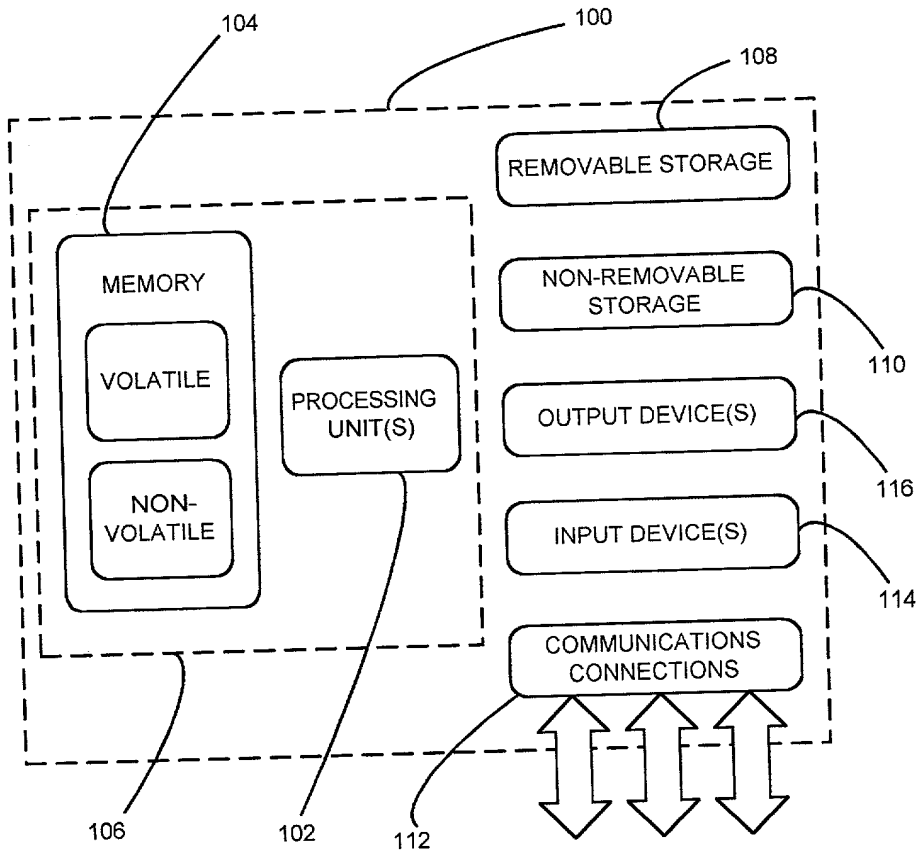 104
100
108
REMOVABLE STORAGE
MEMORY
VOLATILE
NON-
VOLATILE
PROCESSING
UNIT(S)
NON-REMOVABLE
STORAGE
110
OUTPUT DEVICE(S)
116
INPUT DEVICE(S)
114
COMMUNICATIONS
CONNECTIONS
106
102
112